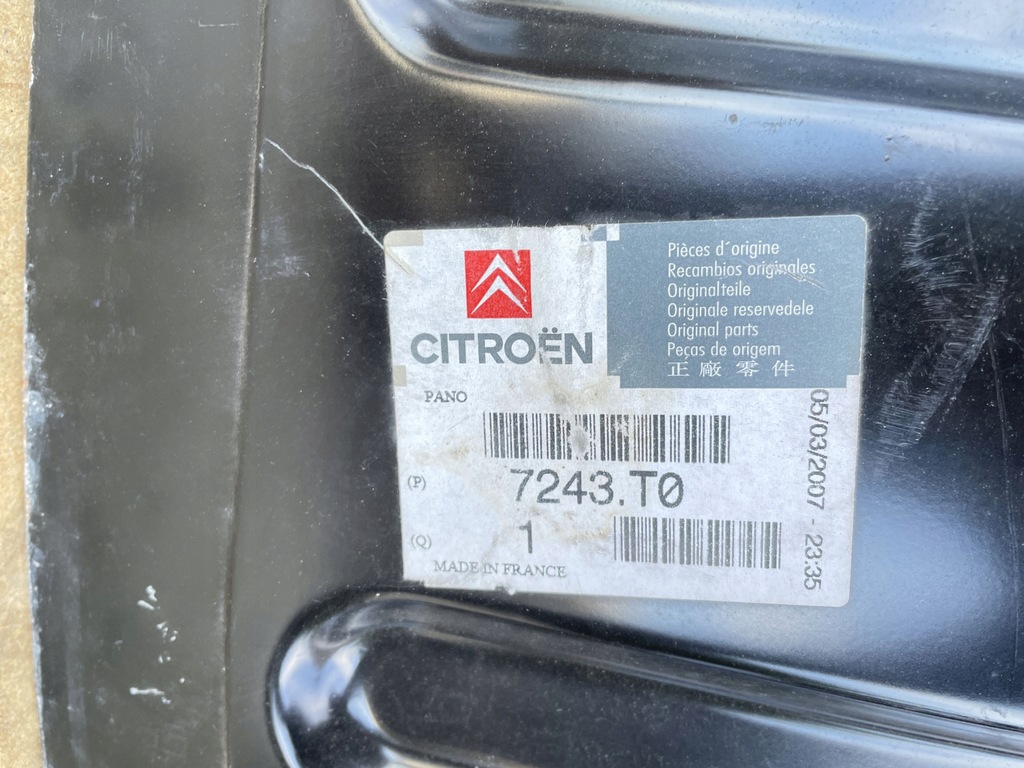 CITROËN
Pièces d´origine
Recambios originales
Originalteile
Originale reservedele
Original parts
Peças de origem
正廠零件
PANO
(P) 7243.T0
(Q) 1
MADE IN FRANCE
05/03/2007 - 23:35